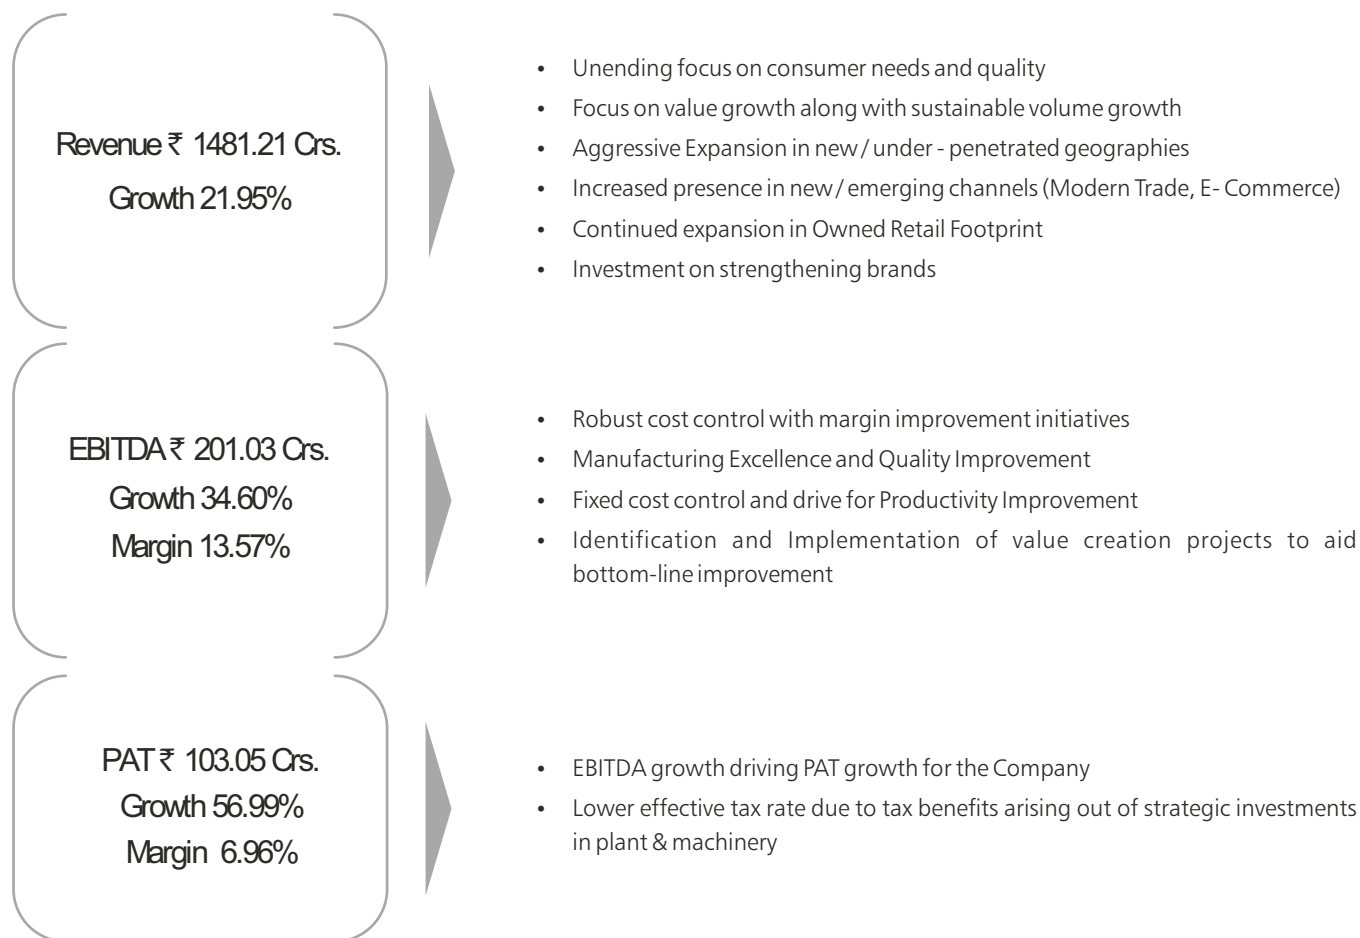 Revenue ₹ 1481.21 Crs.
Growth 21.95%
• Unending focus on consumer needs and quality
• Focus on value growth along with sustainable volume growth
• Aggressive Expansion in new / under - penetrated geographies
• Increased presence in new / emerging channels (Modern Trade, E- Commerce)
• Continued expansion in Owned Retail Footprint
• Investment on strengthening brands
EBITDA ₹ 201.03 Crs.
Growth 34.60%
Margin 13.57%
• Robust cost control with margin improvement initiatives
• Manufacturing Excellence and Quality Improvement
• Fixed cost control and drive for Productivity Improvement
• Identification and Implementation of value creation projects to aid
bottom-line improvement
PAT ₹ 103.05 Crs.
Growth 56.99%
Margin 6.96%
• EBITDA growth driving PAT growth for the Company
• Lower effective tax rate due to tax benefits arising out of strategic investments
in plant & machinery